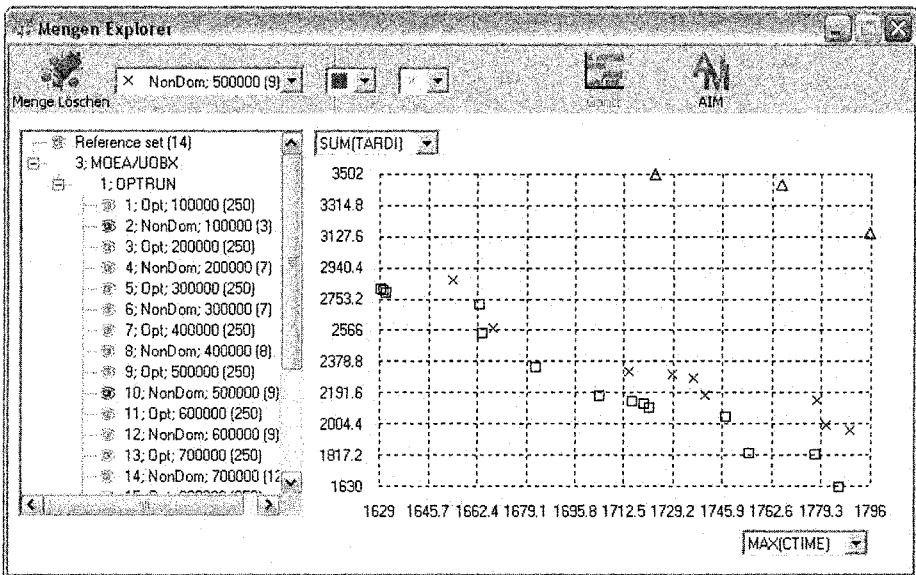 Mengen Explorer
× NonDom; 500000 (9)
Menge Löschen
Gantt
AIM
Reference set (14)
3; MOEA/UOBX
1; OPTRUN
1; Opt; 100000 (250)
2; NonDom; 100000 (3)
3; Opt; 200000 (250)
4; NonDom; 200000 (7)
5; Opt; 300000 (250)
6; NonDom; 300000 (7)
7; Opt; 400000 (250)
8; NonDom; 400000 (8)
9; Opt; 500000 (250)
10; NonDom; 500000 (9)
11; Opt; 600000 (250)
12; NonDom; 600000 (9)
13; Opt; 700000 (250)
14; NonDom; 700000 (12
SUM(TARDI)
3502
3314.8
3127.6
2940.4
2753.2
2566
2378.8
2191.6
2004.4
1817.2
1630
1629 1645.7 1662.4 1679.1 1695.8 1712.5 1729.2 1745.9 1762.6 1779.3 1796
MAX(CTIME)